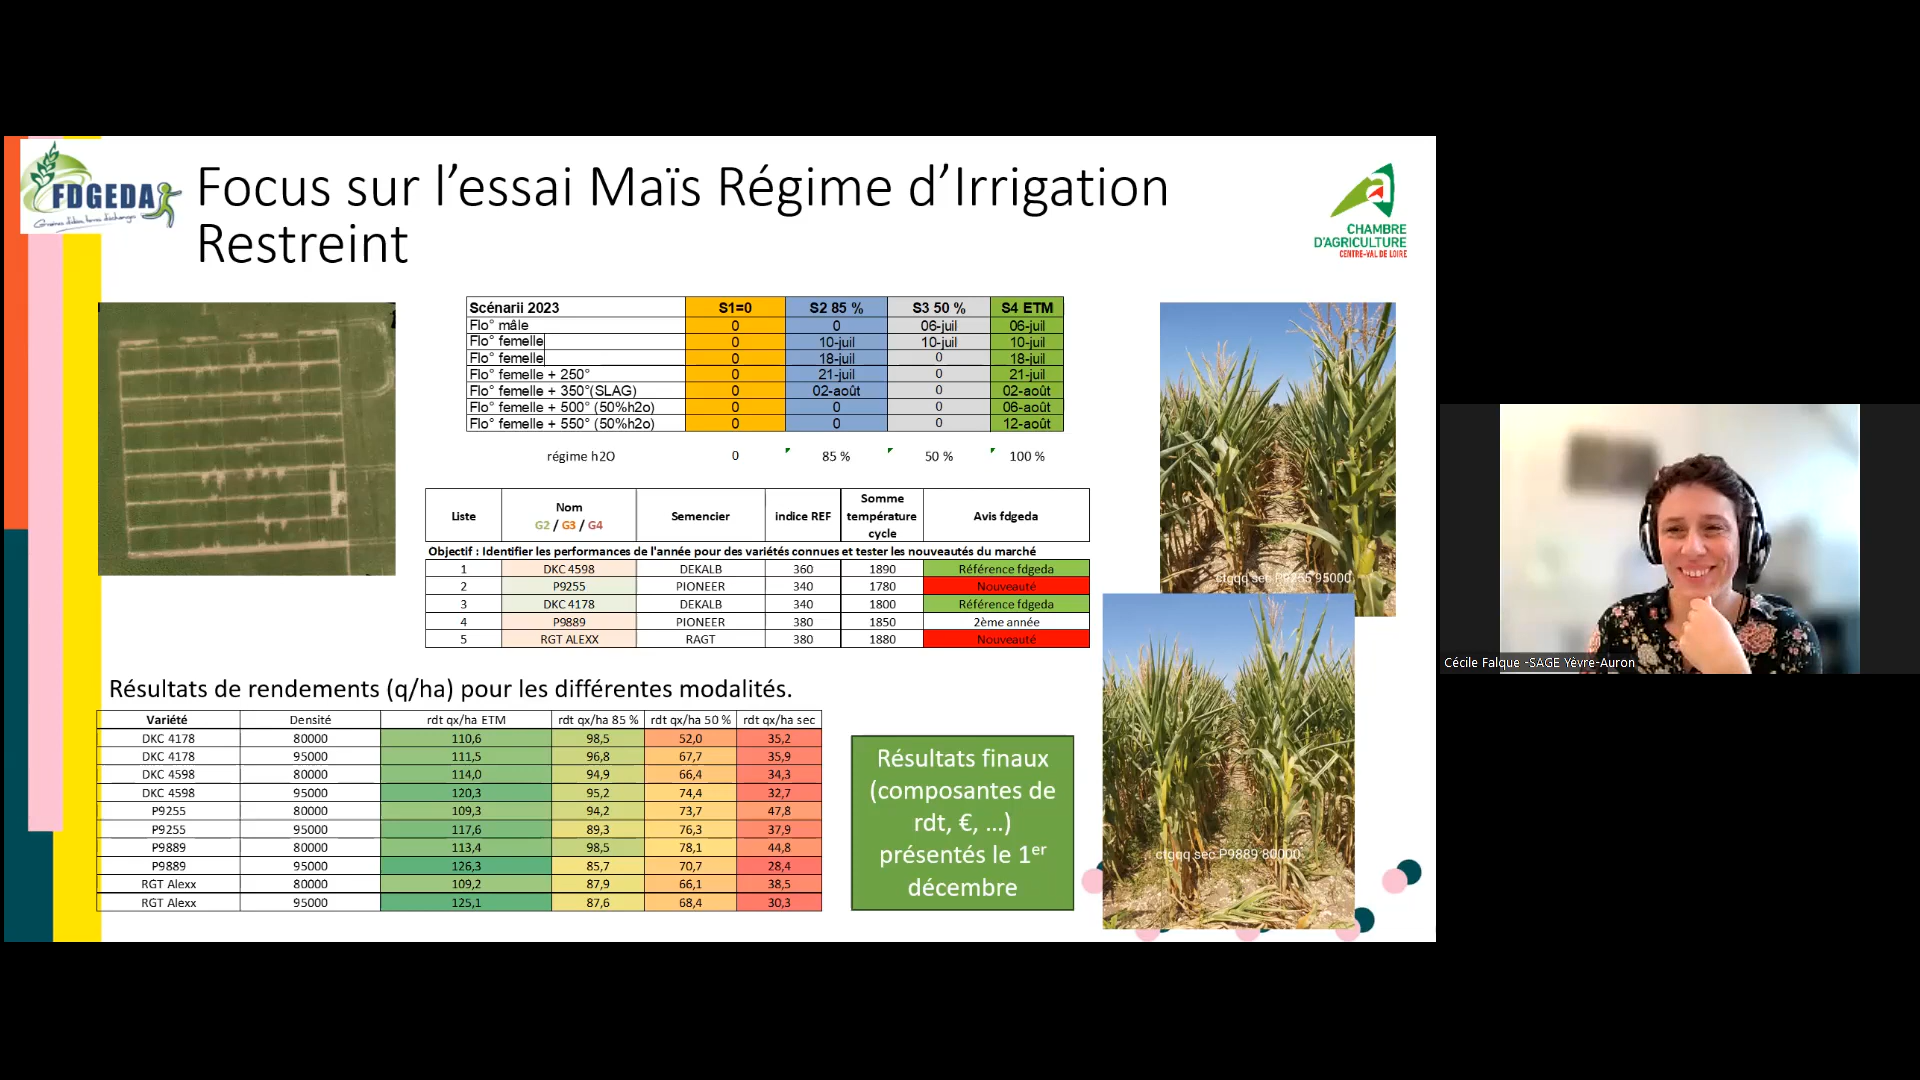 FDGEDA
Focus sur l'essai Maïs Régime d'Irrigation
Restreint
CHAMBRE
D'AGRICULTURE
CENTRE-VAL DE LOIRE
Scénarii 2023 S1=0 S2 85 % S3 50 % S4 ETM
Flo° mâle 0 0 06-juil 06-juil
Flo° femelle 0 10-juil 10-juil 10-juil
Flo° femelle 0 18-juil 0 18-juil
Flo° femelle + 250° 0 21-juil 0 21-juil
Flo° femelle + 350°(SLAG) 0 02-août 0 02-août
Flo° femelle + 500° (50%h2o) 0 0 0 06-août
Flo° femelle + 550° (50%h2o) 0 0 0 12-août
régime h2O 0 85 % 50 % 100 %
Liste Nom G2 / G3 / G4 Semencier indice REF Somme température cycle Avis fdgeda
Objectif : Identifier les performances de l'année pour des variétés connues et tester les nouveautés du marché
1 DKC 4598 DEKALB 360 1890 Référence fdgeda
2 P9255 PIONEER 340 1780 Nouveauté
3 DKC 4178 DEKALB 340 1800 Référence fdgeda
4 P9889 PIONEER 380 1850 2ème année
5 RGT ALEXX RAGT 380 1880 Nouveauté
ctgqq sec P9255 95000
ctgqq sec P9889 80000
Résultats de rendements (q/ha) pour les différentes modalités.
Variété Densité rdt qx/ha ETM rdt qx/ha 85 % rdt qx/ha 50 % rdt qx/ha sec
DKC 4178 80000 110,6 98,5 52,0 35,2
DKC 4178 95000 111,5 96,8 67,7 35,9
DKC 4598 80000 114,0 94,9 66,4 34,3
DKC 4598 95000 120,3 95,2 74,4 32,7
P9255 80000 109,3 94,2 73,7 47,8
P9255 95000 117,6 89,3 76,3 37,9
P9889 80000 113,4 98,5 78,1 44,8
P9889 95000 126,3 85,7 70,7 28,4
RGT Alexx 80000 109,2 87,9 66,1 38,5
RGT Alexx 95000 125,1 87,6 68,4 30,3
Résultats finaux
(composantes de
rdt, €, ...)
présentés le 1er
décembre
Cécile Falque -SAGE Yèvre-Auron